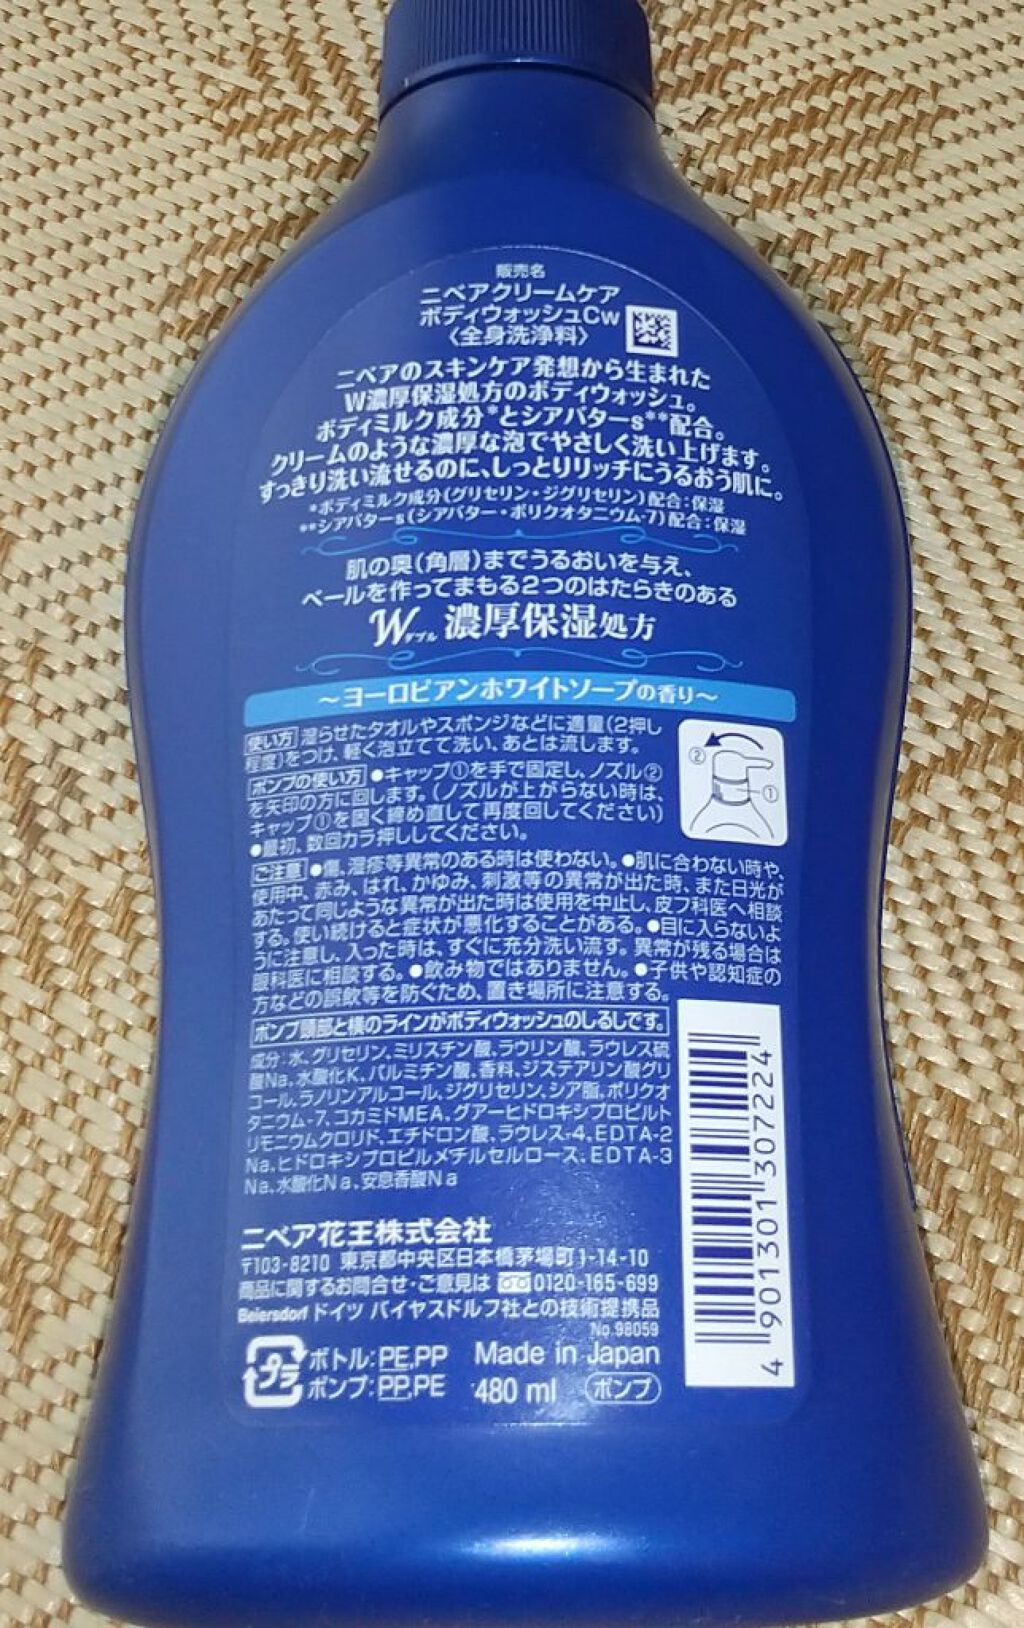 販売名
ニベアクリームケア
ボディウォッシュCw
〈全身洗浄料〉
ニベアのスキンケア発想から生まれた
W濃厚保湿処方のボディウォッシュ。
ボディミルク成分*とシアバターs**配合。
クリームのような濃厚な泡でやさしく洗い上げます。
すっきり洗い流せるのに、しっとりリッチにうるおう肌に。
*ボディミルク成分(グリセリン・ジグリセリン)配合:保湿
**シアバターs(シアバター・ポリクオタニウム-7)配合:保湿
肌の奥(角層)までうるおいを与え、
ベールを作ってまもる2つのはたらきのある
Wダブル 濃厚保湿処方
～ヨーロピアンホワイトソープの香り～
使い方 湿らせたタオルやスポンジなどに適量(2押し
程度)をつけ、軽く泡立てて洗い、あとは流します。
ポンプの使い方 ●キャップ①を手で固定し、ノズル②
を矢印の方に回します。(ノズルが上がらない時は、
キャップ①を固く締め直して再度回してください)
●最初、数回カラ押ししてください。
②
①
ご注意 ●傷、湿疹等異常のある時は使わない。●肌に合わない時や、
使用中、赤み、はれ、かゆみ、刺激等の異常が出た時、また日光が
あたって同じような異常が出た時は使用を中止し、皮フ科医へ相談
する。使い続けると症状が悪化することがある。●目に入らないよ
うに注意し、入った時は、すぐに充分洗い流す。異常が残る場合は
眼科医に相談する。●飲み物ではありません。●子供や認知症の
方などの誤飲等を防ぐため、置き場所に注意する。
ポンプ頭部と横のラインがボディウォッシュのしるしです。
成分:水、グリセリン、ミリスチン酸、ラウリン酸、ラウレス硫
酸Na、水酸化K、パルミチン酸、香料、ジステアリン酸グリ
コール、ラノリンアルコール、ジグリセリン、シア脂、ポリクオ
タニウム-7、コカミドMEA、グアーヒドロキシプロピルト
リモニウムクロリド、エチドロン酸、ラウレス-4、EDTA-2
Na、ヒドロキシプロピルメチルセルロース、EDTA-3
Na、水酸化Na、安息香酸Na
ニベア花王株式会社
〒103-8210 東京都中央区日本橋茅場町1-14-10
商品に関するお問合せ・ご意見は 0120-165-699
Beiersdorf ドイツ バイヤスドルフ社との技術提携品
No.98059
プラ
ボトル:PE,PP
ポンプ:PP,PE
Made in Japan
480 ml ポンプ
4 901301 307224